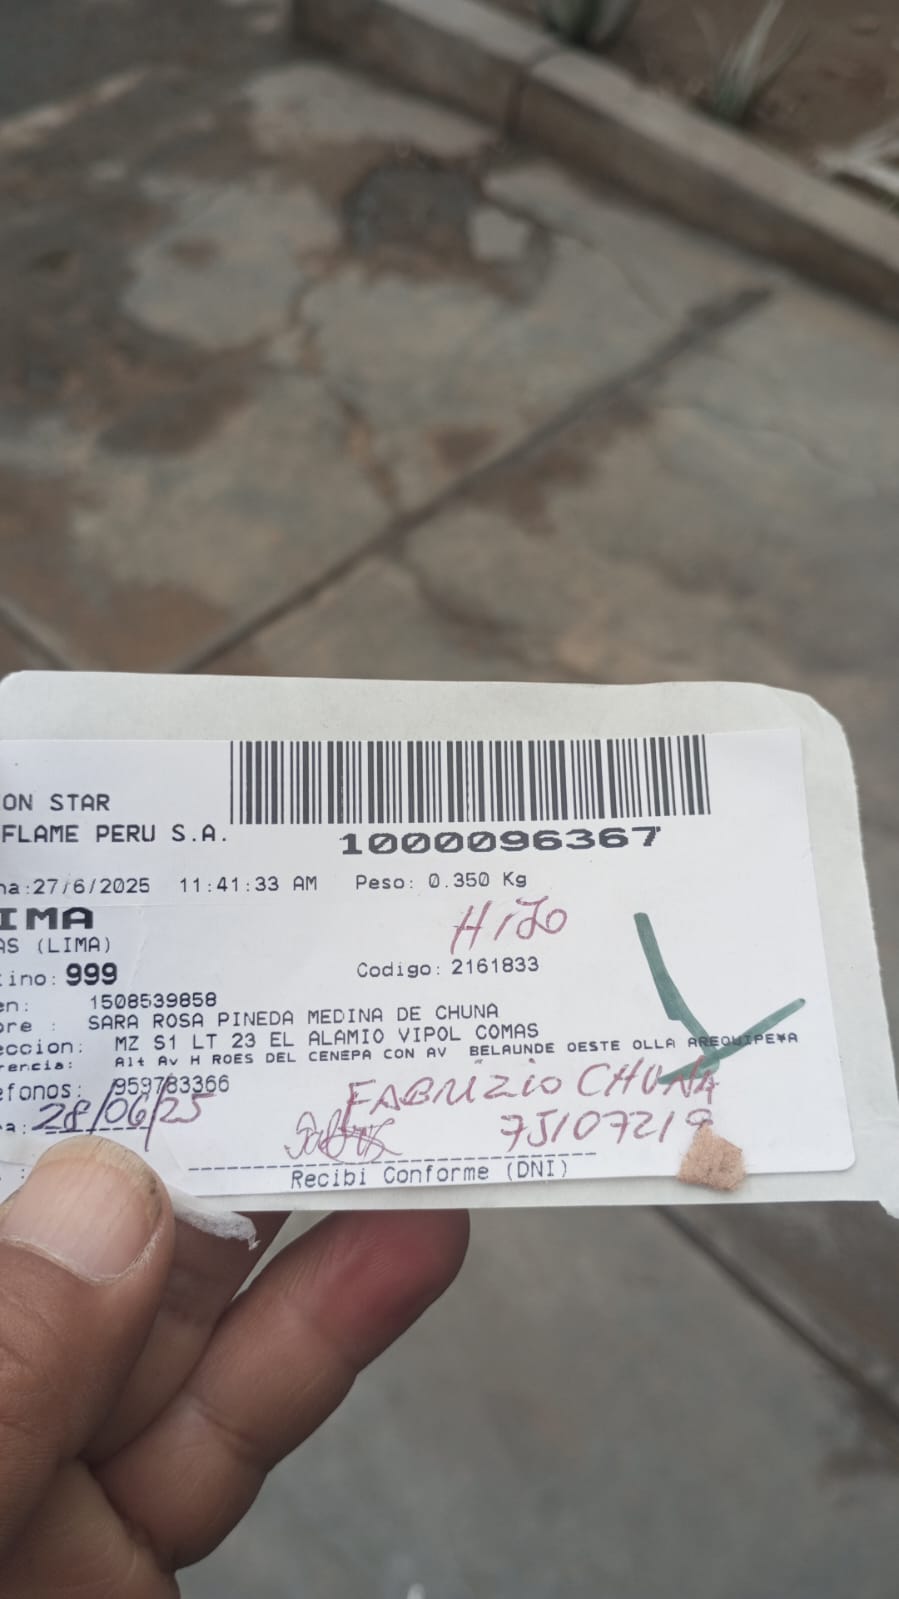 ON STAR
FLAME PERU S.A.
1000096367
na:27/6/2025 11:41:33 AM Peso: 0.350 Kg
IMA
AS (LIMA)
HIJO
ino: 999
Codigo: 2161833
en: 1508539858
bre : SARA ROSA PINEDA MEDINA DE CHUNA
eccion: MZ S1 LT 23 EL ALAMIO VIPOL COMAS
rencia: Alt Av H ROES DEL CENEPA CON AV BELAUNDE OESTE OLLA AREQUIPEÑA
efonos: 959783366
FABRIZIO CHUNA
a: 28/06/25
75107219
Recibi Conforme (DNI)